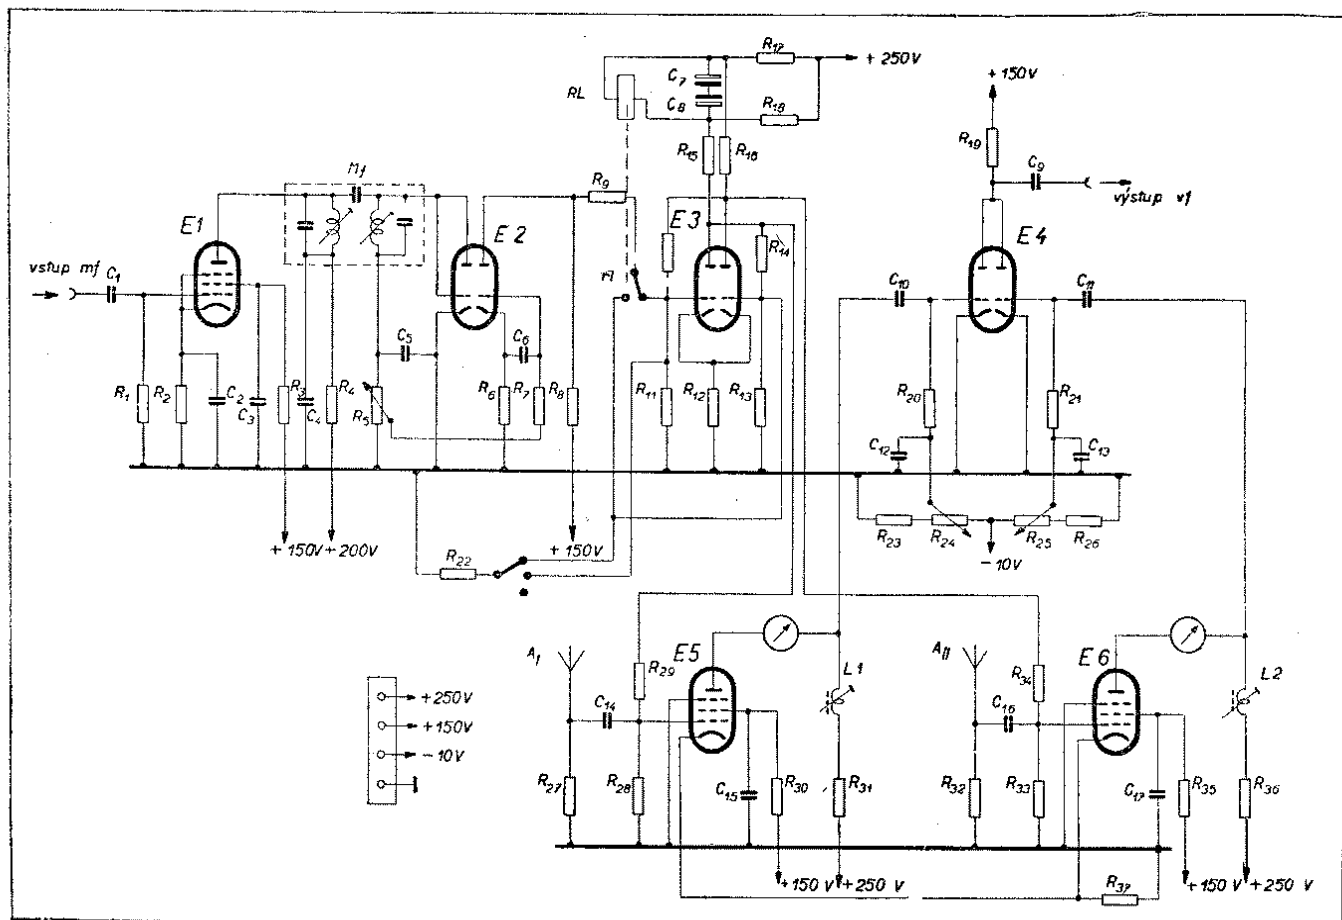 R17
+ 250V
C7
C8
RL
R18
+ 150V
R19
R15
R16
C9
výstup vf
Mf
R9
E1
E2
E3
E4
R14
vstup mf
C1
rl
C10
C11
C5
C6
R1
R2
C2
C3
R3
C4
R4
R5
R6
R7
R8
R11
R12
R13
R20
R21
C12
C13
R23
R24
R25
R26
- 10V
+ 150V
+ 200V
+ 150V
R22
AI
R29
E5
L1
AII
R34
E6
L2
C14
C16
+250V
+150V
- 10V
R27
R28
C15
R30
R31
R32
R33
C17
R35
R36
+150 V
+ 250 V
R37
+150 V
+ 250 V